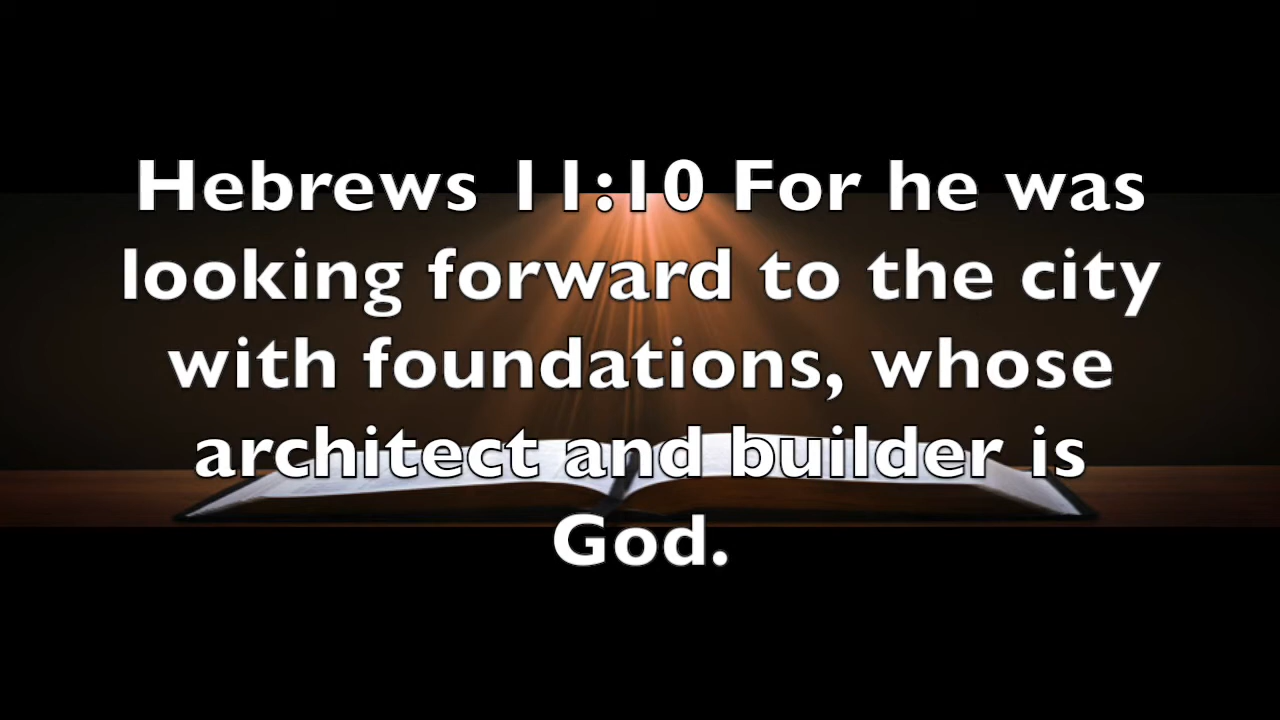 Hebrews 11:10 For he was
looking forward to the city
with foundations, whose
architect and builder is
God.